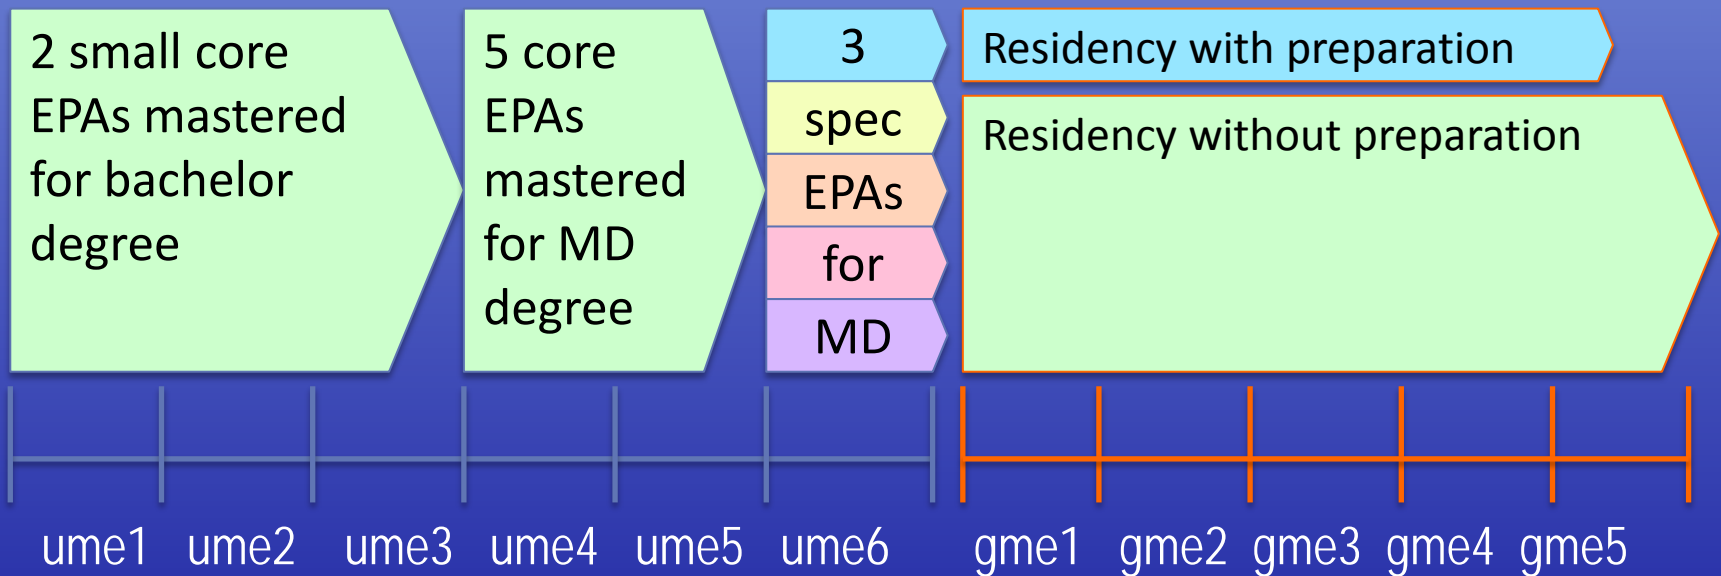 2 small core
EPAs mastered
for bachelor
degree
5 core
EPAs
mastered
for MD
degree
3
spec
EPAs
for
MD
Residency with preparation
Residency without preparation
ume1 ume2 ume3 ume4 ume5 ume6 gme1 gme2 gme3 gme4 gme5